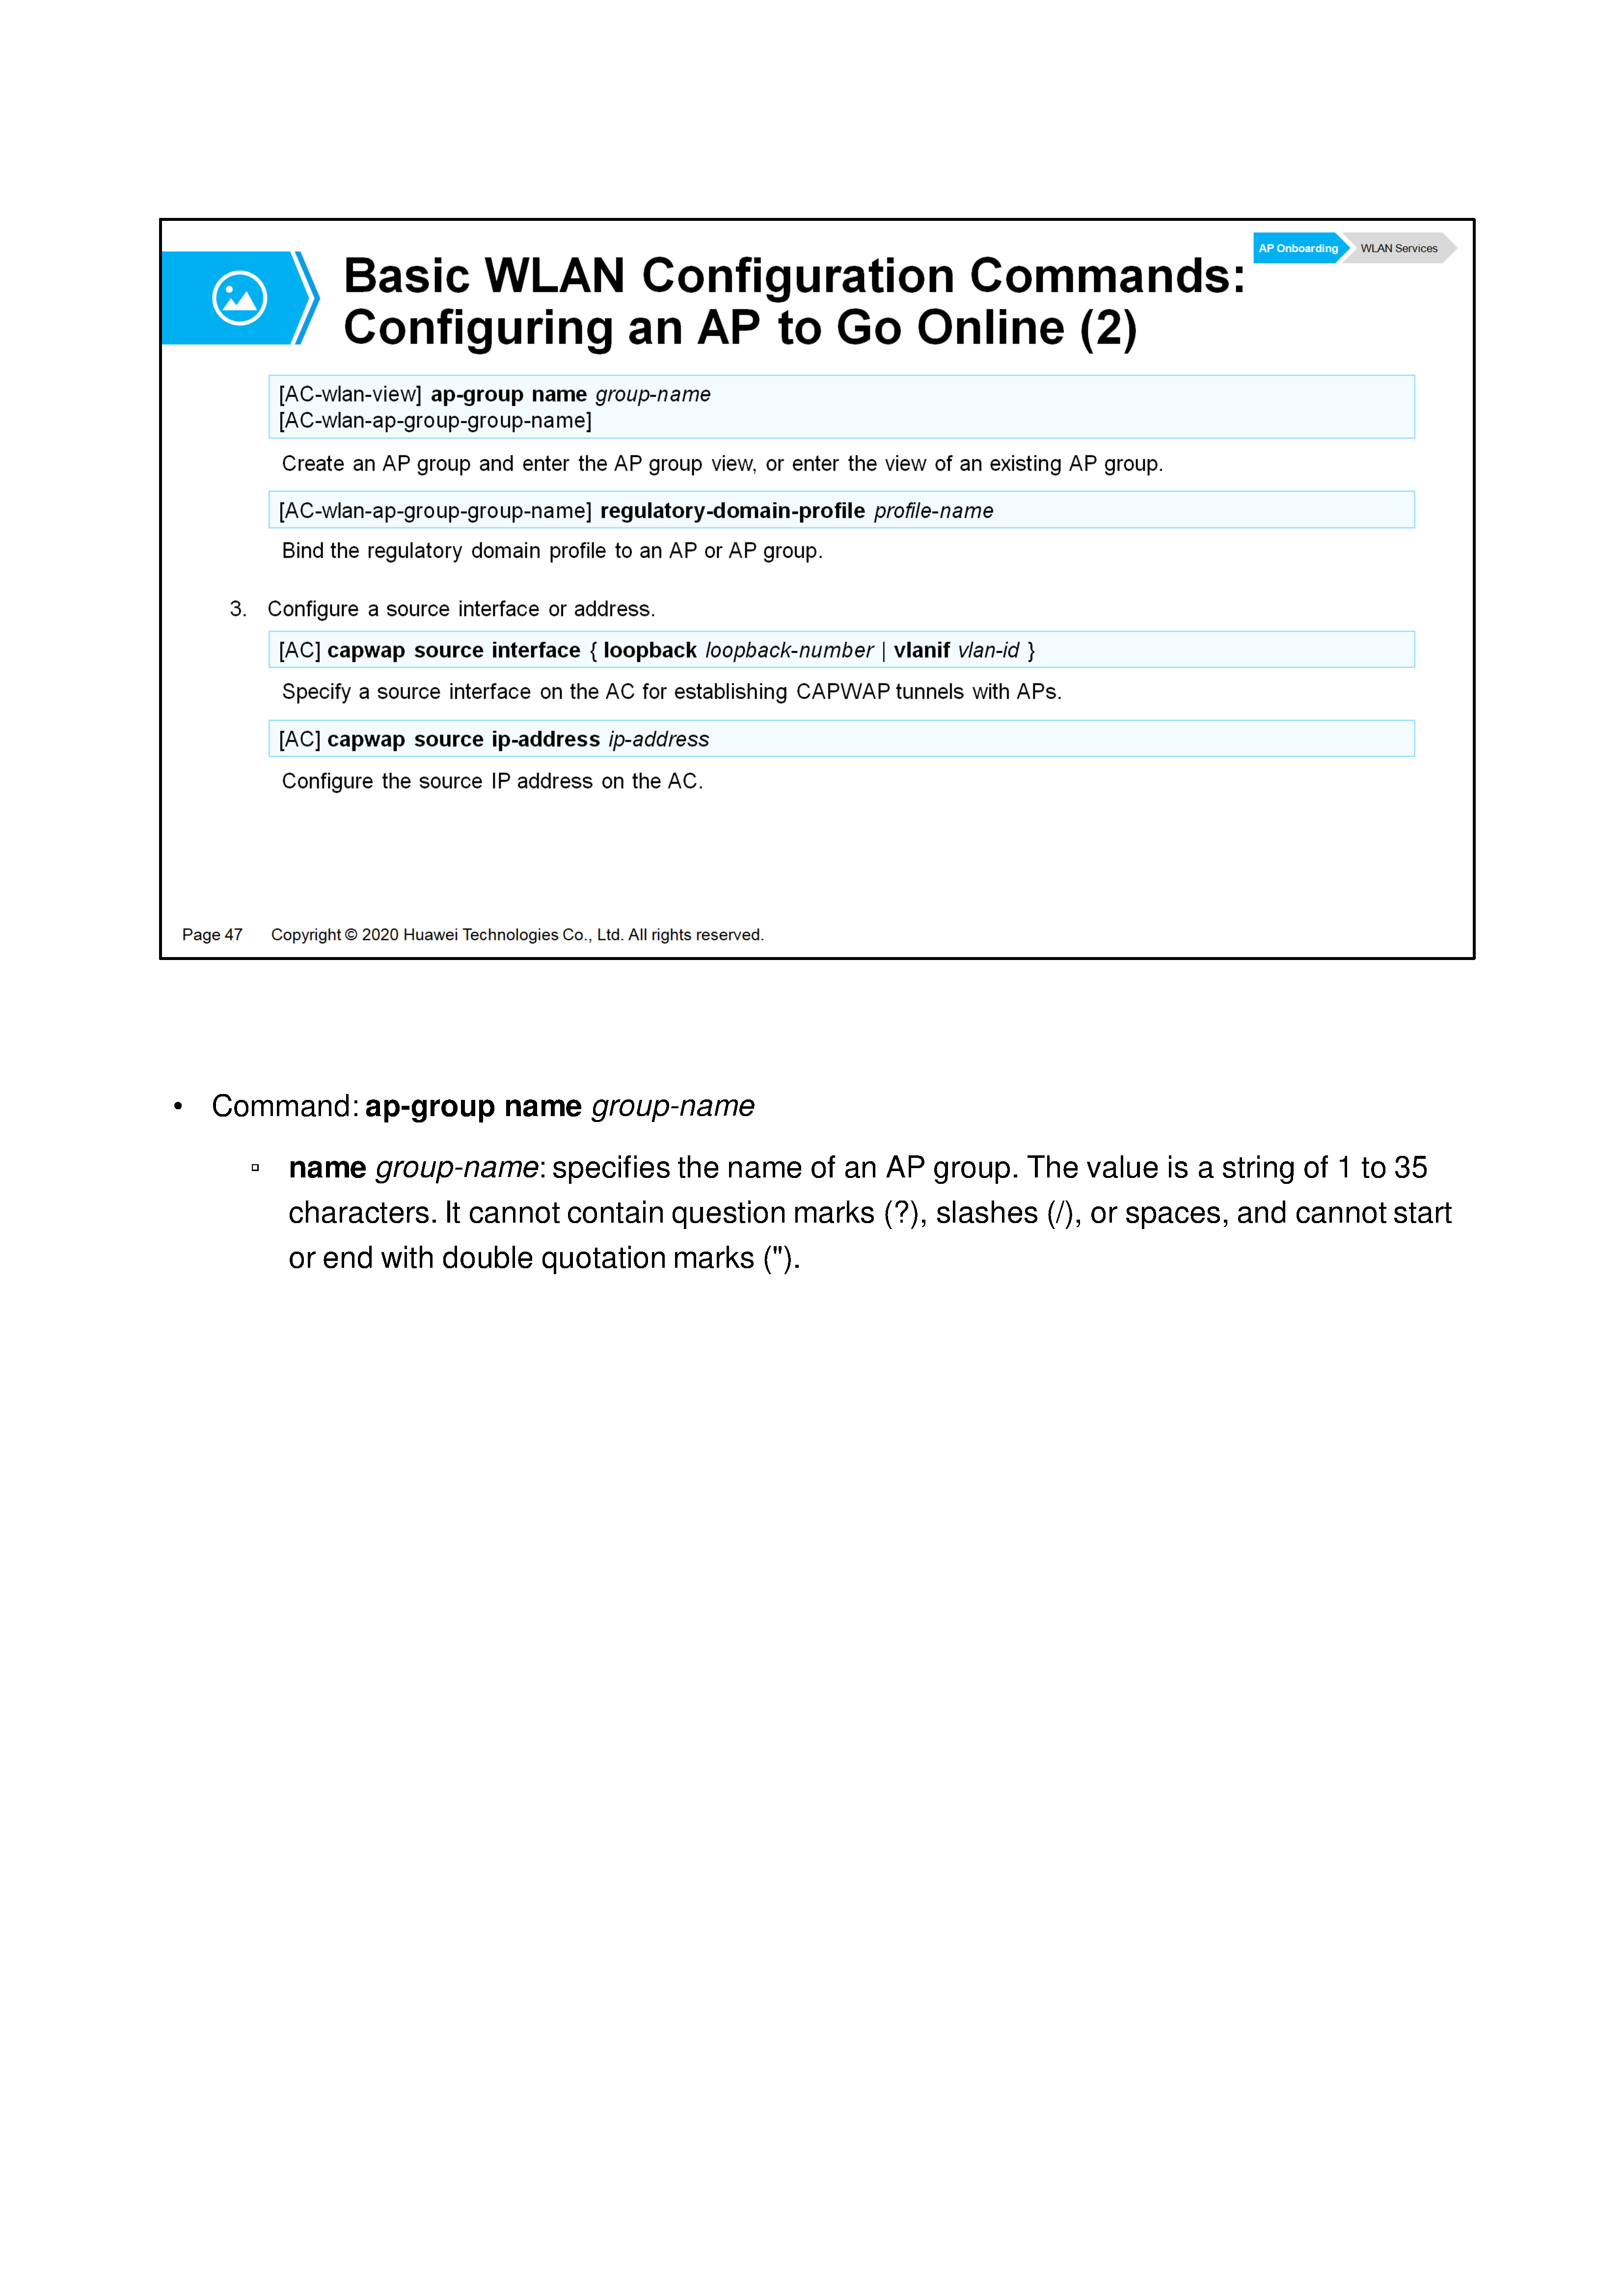 AP Onboarding
WLAN Services
Basic WLAN Configuration Commands:
Configuring an AP to Go Online (2)
[AC-wlan-view] ap-group name group-name
[AC-wlan-ap-group-group-name]
Create an AP group and enter the AP group view, or enter the view of an existing AP group.
[AC-wlan-ap-group-group-name] regulatory-domain-profile profile-name
Bind the regulatory domain profile to an AP or AP group.
3. Configure a source interface or address.
[AC] capwap source interface { loopback loopback-number | vlanif vlan-id }
Specify a source interface on the AC for establishing CAPWAP tunnels with APs.
[AC] capwap source ip-address ip-address
Configure the source IP address on the AC.
Page 47 Copyright © 2020 Huawei Technologies Co., Ltd. All rights reserved.
• Command: ap-group name group-name
▫ name group-name: specifies the name of an AP group. The value is a string of 1 to 35
characters. It cannot contain question marks (?), slashes (/), or spaces, and cannot start
or end with double quotation marks (").